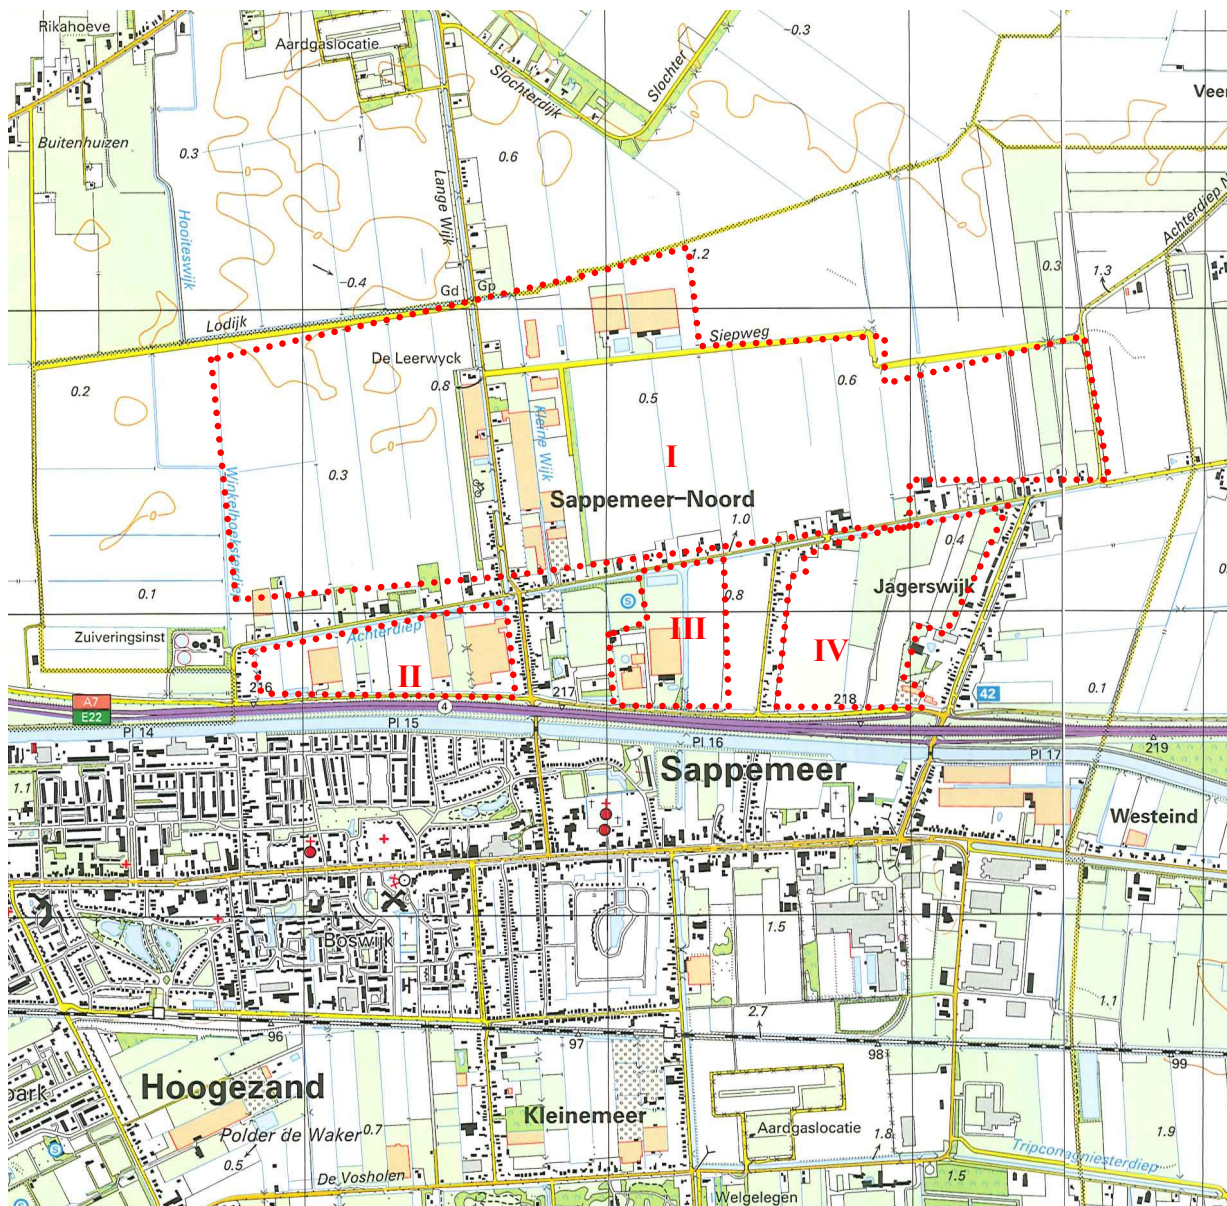 Rikahoeve
Aardgaslocatie
-0.3
Slochter
Slochterdijk
Veer
Buitenhuizen
0.3
0.6
Lange Wijk
Hooiteswijk
Achterdiep N
1.2
0.3
1.3
-0.4
Gd
Gp
Lodijk
Siepweg
De Leerwyck
0.8
0.2
0.6
0.5
Kleine Wijk
I
0.3
Sappemeer-Noord
1.0
Winkelhoekster
0.4
0.1
Jagerswijk
S
0.8
Zuiveringsinst
Achterdiep
III
IV
II
216
217
218
42
0.1
A7
E22
4
Pl 14
Pl 15
Pl 16
Pl 17
219
Sappemeer
1.1
Westeind
0
1.5
Boswijk
2.7
1.1
96
97
98
99
Hoogezand
park
Kleinemeer
Aardgaslocatie
Polder de Waker
0.7
1.8
1.9
0.5
Tripcompagniesterdiep
De Vosholen
1.5
S
Welgelegen
S